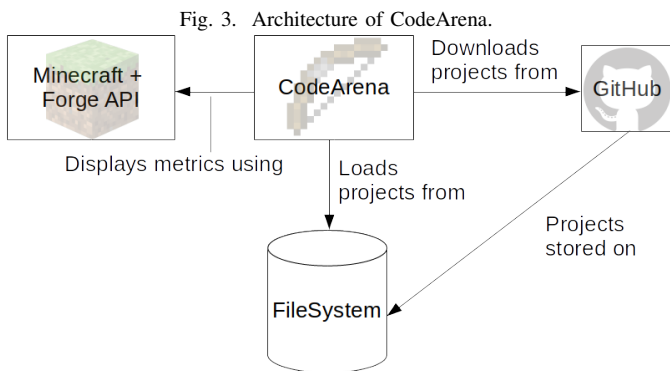 Fig. 3. Architecture of CodeArena.
Minecraft +
Forge API
CodeArena
Downloads
projects from
GitHub
Displays metrics using
Loads
projects from
Projects
stored on
FileSystem